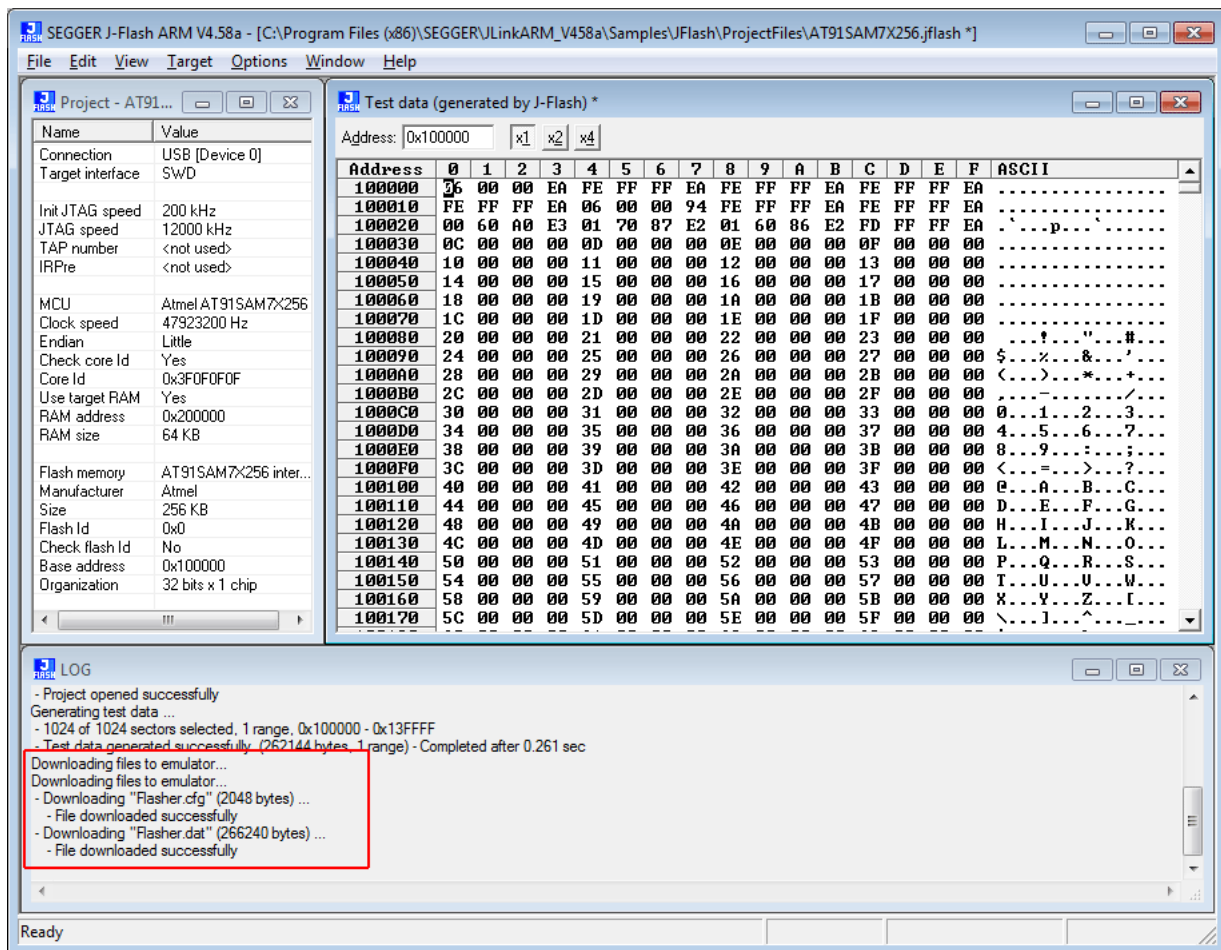 SEGGER J-Flash ARM V4.58a - [C:\Program Files (x86)\SEGGER\JLinkARM_V458a\Samples\JFlash\ProjectFiles\AT91SAM7X256.jflash *]
File Edit View Target Options Window Help
Project - AT91...
Name Value
Connection USB [Device 0]
Target interface SWD
Init JTAG speed 200 kHz
JTAG speed 12000 kHz
TAP number <not used>
IRPre <not used>
MCU Atmel AT91SAM7X256
Clock speed 47923200 Hz
Endian Little
Check core Id Yes
Core Id 0x3F0F0F0F
Use target RAM Yes
RAM address 0x200000
RAM size 64 KB
Flash memory AT91SAM7X256 inter...
Manufacturer Atmel
Size 256 KB
Flash Id 0x0
Check flash Id No
Base address 0x100000
Organization 32 bits x 1 chip
Test data (generated by J-Flash) *
Address: 0x100000 x1 x2 x4
Address 0 1 2 3 4 5 6 7 8 9 A B C D E F ASCII
100000 06 00 00 EA FE FF FF EA FE FF FF EA FE FF FF EA ................
100010 FE FF FF EA 06 00 00 94 FE FF FF EA FE FF FF EA ................
100020 00 60 A0 E3 01 70 87 E2 01 60 86 E2 FD FF FF EA .`...p...`......
100030 0C 00 00 00 0D 00 00 00 0E 00 00 00 0F 00 00 00 ................
100040 10 00 00 00 11 00 00 00 12 00 00 00 13 00 00 00 ................
100050 14 00 00 00 15 00 00 00 16 00 00 00 17 00 00 00 ................
100060 18 00 00 00 19 00 00 00 1A 00 00 00 1B 00 00 00 ................
100070 1C 00 00 00 1D 00 00 00 1E 00 00 00 1F 00 00 00 ................
100080 20 00 00 00 21 00 00 00 22 00 00 00 23 00 00 00  ...!..."...#...
100090 24 00 00 00 25 00 00 00 26 00 00 00 27 00 00 00 $...%...&...'...
1000A0 28 00 00 00 29 00 00 00 2A 00 00 00 2B 00 00 00 (...)...*...+...
1000B0 2C 00 00 00 2D 00 00 00 2E 00 00 00 2F 00 00 00 ,...-......./...
1000C0 30 00 00 00 31 00 00 00 32 00 00 00 33 00 00 00 0...1...2...3...
1000D0 34 00 00 00 35 00 00 00 36 00 00 00 37 00 00 00 4...5...6...7...
1000E0 38 00 00 00 39 00 00 00 3A 00 00 00 3B 00 00 00 8...9...:...;...
1000F0 3C 00 00 00 3D 00 00 00 3E 00 00 00 3F 00 00 00 <...=...>...?...
100100 40 00 00 00 41 00 00 00 42 00 00 00 43 00 00 00 @...A...B...C...
100110 44 00 00 00 45 00 00 00 46 00 00 00 47 00 00 00 D...E...F...G...
100120 48 00 00 00 49 00 00 00 4A 00 00 00 4B 00 00 00 H...I...J...K...
100130 4C 00 00 00 4D 00 00 00 4E 00 00 00 4F 00 00 00 L...M...N...O...
100140 50 00 00 00 51 00 00 00 52 00 00 00 53 00 00 00 P...Q...R...S...
100150 54 00 00 00 55 00 00 00 56 00 00 00 57 00 00 00 T...U...V...W...
100160 58 00 00 00 59 00 00 00 5A 00 00 00 5B 00 00 00 X...Y...Z...[...
100170 5C 00 00 00 5D 00 00 00 5E 00 00 00 5F 00 00 00 \...]...^..._...
LOG
- Project opened successfully
Generating test data ...
- 1024 of 1024 sectors selected, 1 range, 0x100000 - 0x13FFFF
- Test data generated successfully. (262144 bytes, 1 range) - Completed after 0.261 sec
Downloading files to emulator...
Downloading files to emulator...
- Downloading "Flasher.cfg" (2048 bytes) ...
- File downloaded successfully
- Downloading "Flasher.dat" (266240 bytes) ...
- File downloaded successfully
Ready